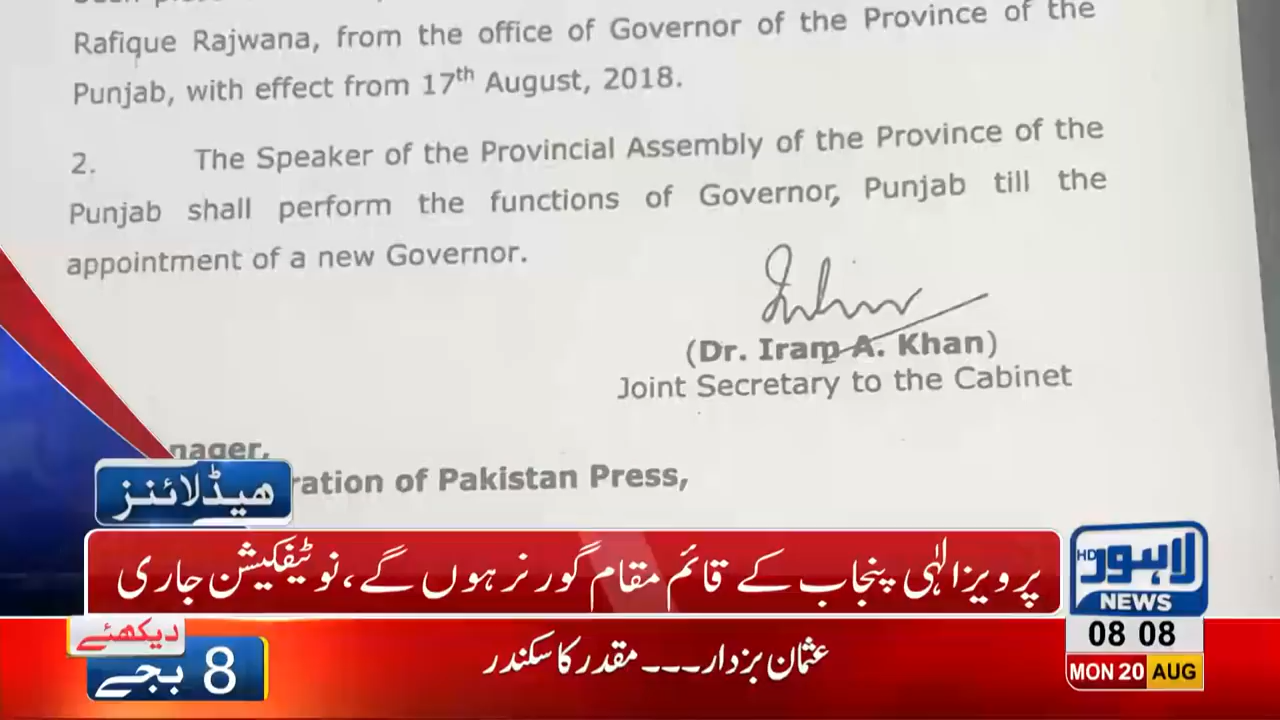 Rafique Rajwana, from the office of Governor of the Province of the
Punjab, with effect from 17th August, 2018.
2. The Speaker of the Provincial Assembly of the Province of the
Punjab shall perform the functions of Governor, Punjab till the
appointment of a new Governor.
(Dr. Iram A. Khan)
Joint Secretary to the Cabinet
nager,
ration of Pakistan Press,
ھیڈلائنز
پرویزالٰہی پنجاب کے قائم مقام گورنر ہوں گے، نوٹیفکیشن جاری
HD لاہور
NEWS
دیکھئے
8 بجے
عثمان بزدار۔۔۔ مقدر کا سکندر
08 08
MON 20 AUG